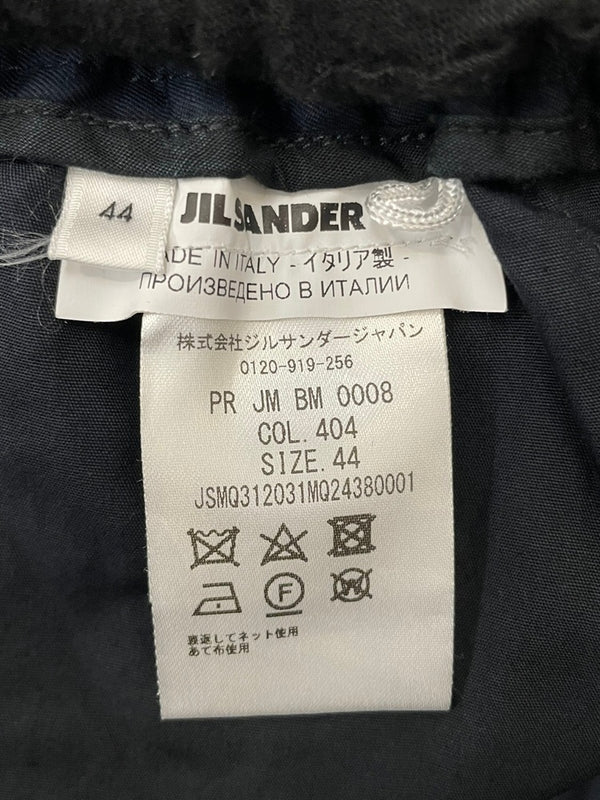 44
JIL SANDER
ADE IN ITALY - イタリア製 -
ПРОИЗВЕДЕНО В ИТАЛИИ
株式会社ジルサンダージャパン
0120-919-256
PR JM BM 0008
COL. 404
SIZE. 44
JSMQ312031MQ24380001
F
W
裏返してネット使用
あて布使用